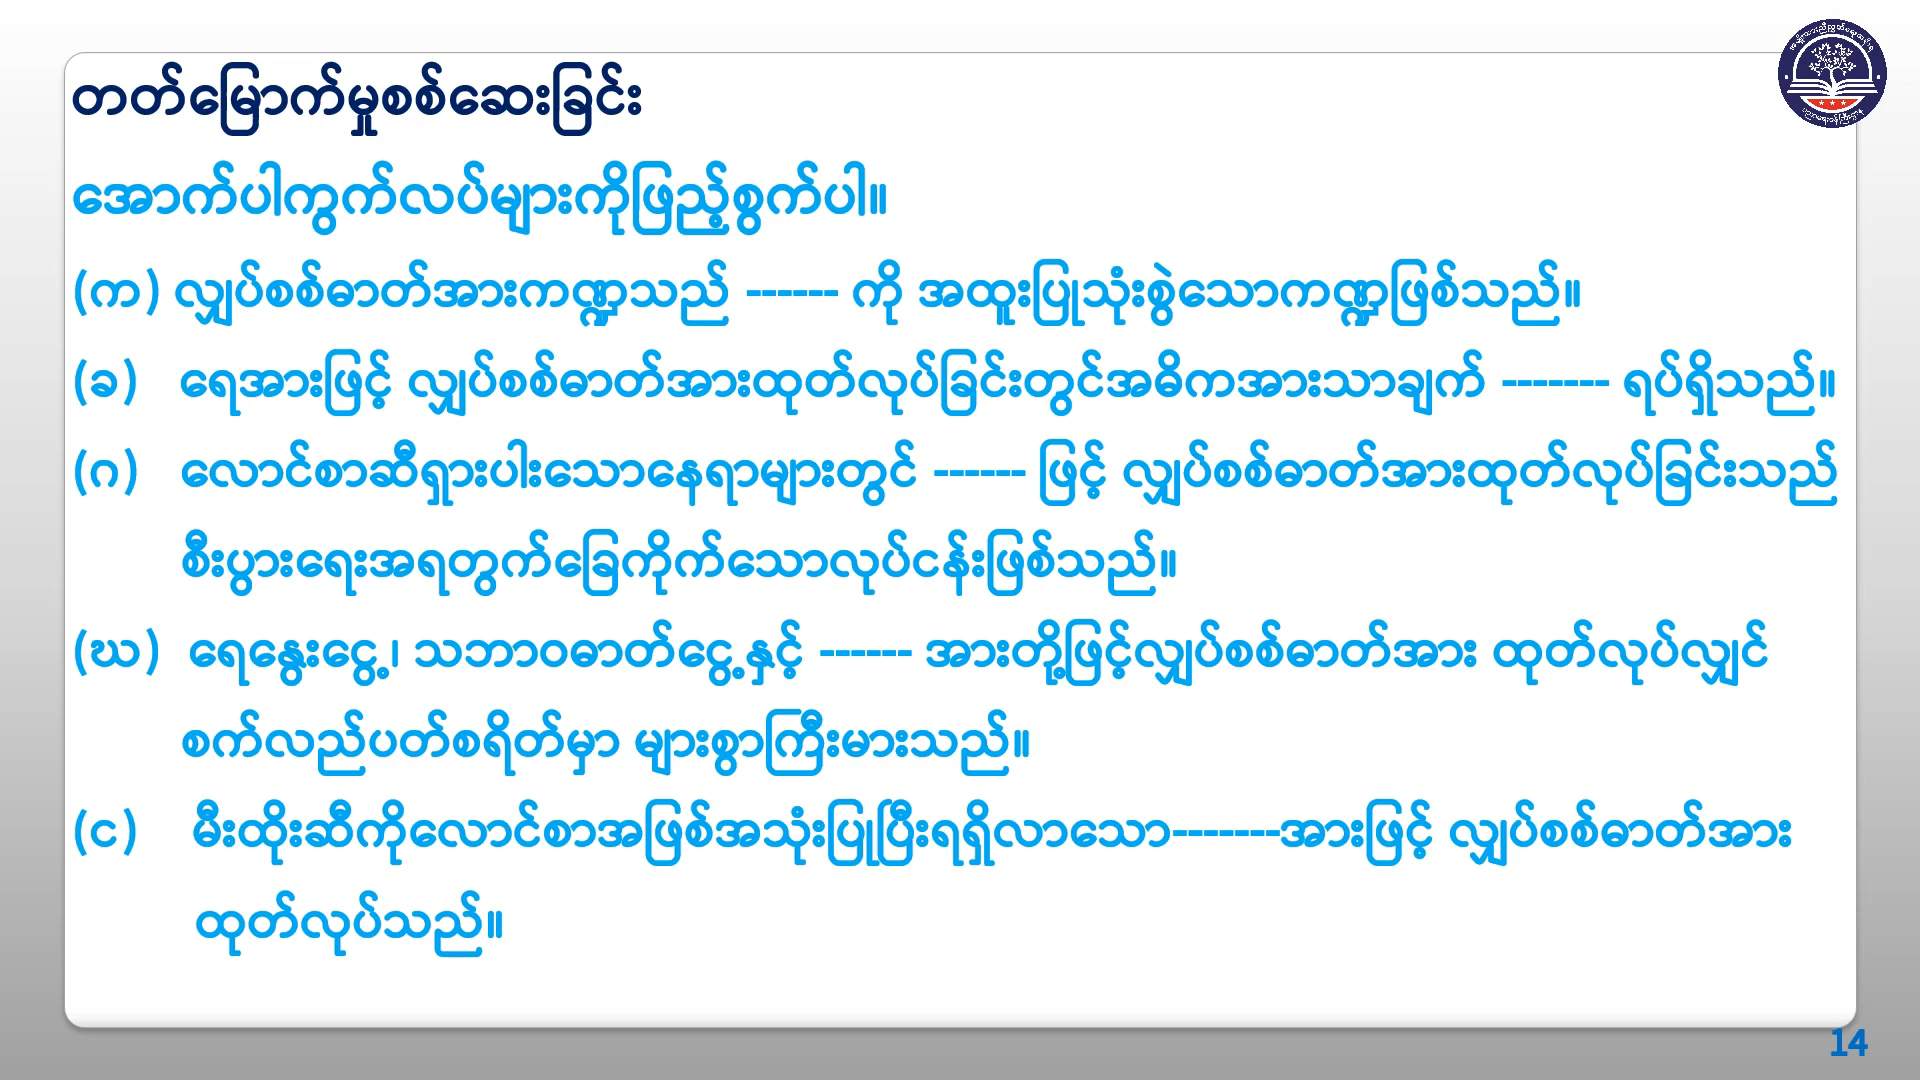 တတ်မြောက်မှုစစ်ဆေးခြင်း
အောက်ပါကွက်လပ်များကိုဖြည့်စွက်ပါ။
(က) လျှပ်စစ်ဓာတ်အားကဏ္ဍသည် ------ ကို အထူးပြုသုံးစွဲသောကဏ္ဍဖြစ်သည်။
(ခ) ရေအားဖြင့် လျှပ်စစ်ဓာတ်အားထုတ်လုပ်ခြင်းတွင်အဓိကအားသာချက် ------- ရပ်ရှိသည်။
(ဂ) လောင်စာဆီရှားပါးသောနေရာများတွင် ------ ဖြင့် လျှပ်စစ်ဓာတ်အားထုတ်လုပ်ခြင်းသည်
စီးပွားရေးအရတွက်ခြေကိုက်သောလုပ်ငန်းဖြစ်သည်။
(ဃ) ရေနွေးငွေ့၊ သဘာဝဓာတ်ငွေ့နှင့် ------ အားတို့ဖြင့်လျှပ်စစ်ဓာတ်အား ထုတ်လုပ်လျှင်
စက်လည်ပတ်စရိတ်မှာ များစွာကြီးမားသည်။
(င) မီးထိုးဆီကိုလောင်စာအဖြစ်အသုံးပြုပြီးရရှိလာသော-------အားဖြင့် လျှပ်စစ်ဓာတ်အား
ထုတ်လုပ်သည်။
14